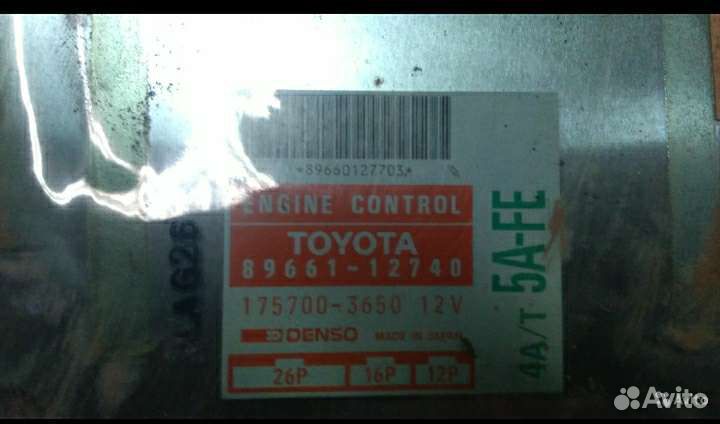 *89660127703*
ENGINE CONTROL
TOYOTA
89661-12740
175700-3650 12V
DENSO MADE IN JAPAN
26P 16P 12P
4A/T 5A-FE
Avito